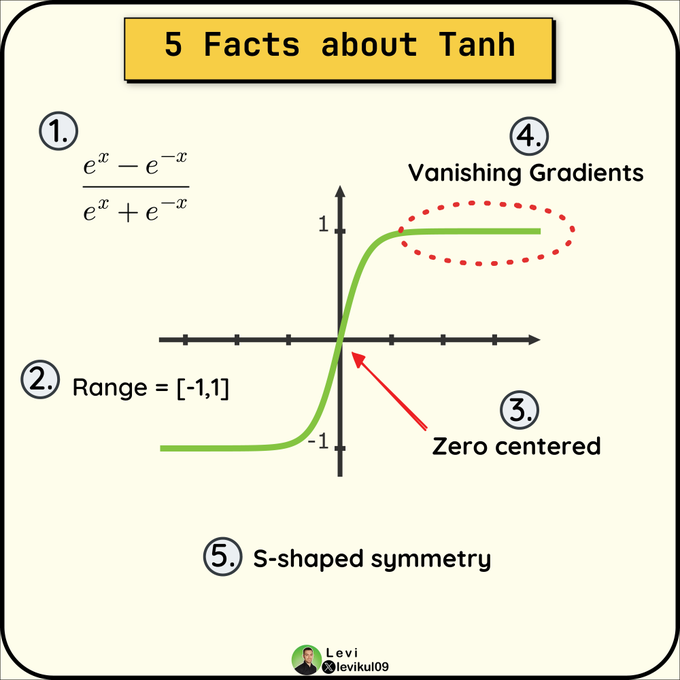 5 Facts about Tanh
1.
e^x − e^{−x}
e^x + e^{−x}
4.
Vanishing Gradients
1
2.
Range = [-1,1]
3.
Zero centered
-1
5.
S-shaped symmetry
Levi
X levikul09